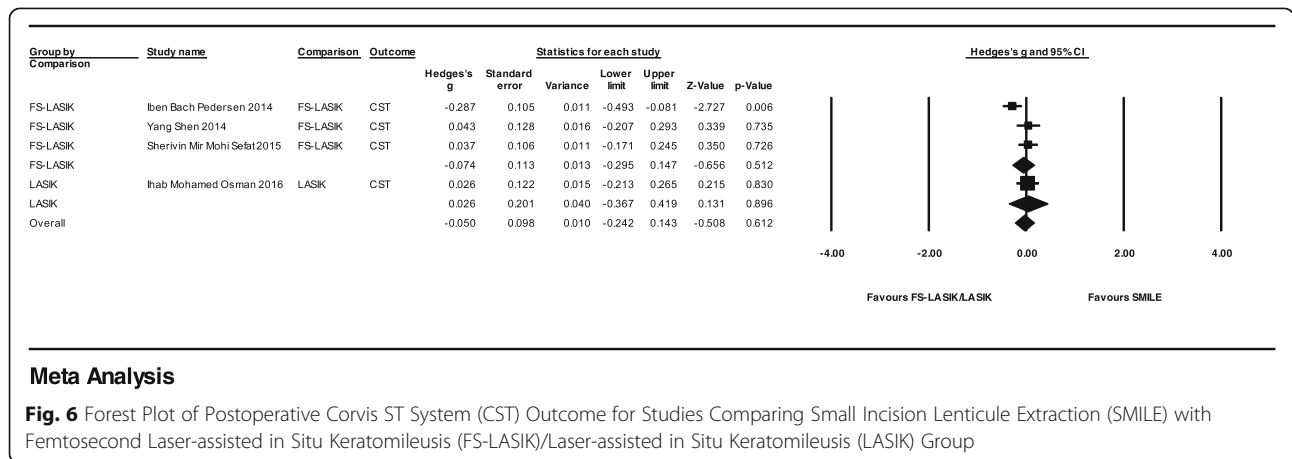 Group by Comparison Study name Comparison Outcome Statistics for each study Hedges's g and 95% CI
Hedges's g Standard error Variance Lower limit Upper limit Z-Value p-Value
FS-LASIK Iben Bach Pedersen 2014 FS-LASIK CST -0.287 0.105 0.011 -0.493 -0.081 -2.727 0.006
FS-LASIK Yang Shen 2014 FS-LASIK CST 0.043 0.128 0.016 -0.207 0.293 0.339 0.735
FS-LASIK Sherivin Mir Mohi Sefat2015 FS-LASIK CST 0.037 0.106 0.011 -0.171 0.245 0.350 0.726
FS-LASIK -0.074 0.113 0.013 -0.295 0.147 -0.656 0.512
LASIK Ihab Mohamed Osman 2016 LASIK CST 0.026 0.122 0.015 -0.213 0.265 0.215 0.830
LASIK 0.026 0.201 0.040 -0.367 0.419 0.131 0.896
Overall -0.050 0.098 0.010 -0.242 0.143 -0.508 0.612
-4.00 -2.00 0.00 2.00 4.00
Favours FS-LASIK/LASIK Favours SMILE
Meta Analysis
Fig. 6 Forest Plot of Postoperative Corvis ST System (CST) Outcome for Studies Comparing Small Incision Lenticule Extraction (SMILE) with
Femtosecond Laser-assisted in Situ Keratomileusis (FS-LASIK)/Laser-assisted in Situ Keratomileusis (LASIK) Group